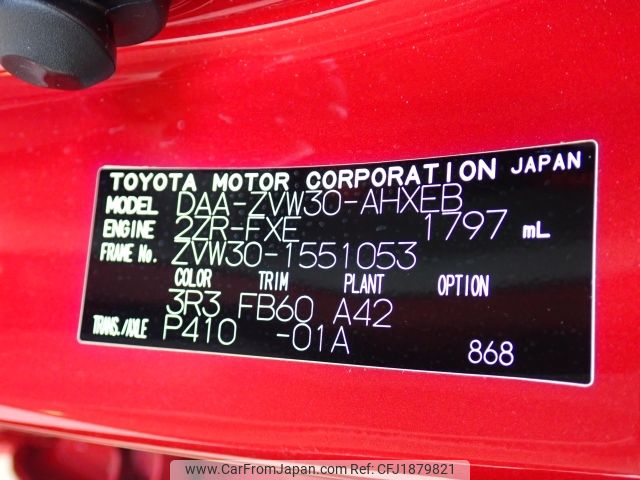 TOYOTA MOTOR CORPORATION JAPAN
MODEL DAA-ZVW30-AHXEB
ENGINE 2ZR-FXE 1797 mL
FRAME No. ZVW30-1551053
COLOR TRIM PLANT OPTION
3R3 FB60 A42
TRANS./AXLE P410 -01A
868
www.CarFromJapan.com for CFJ1879821